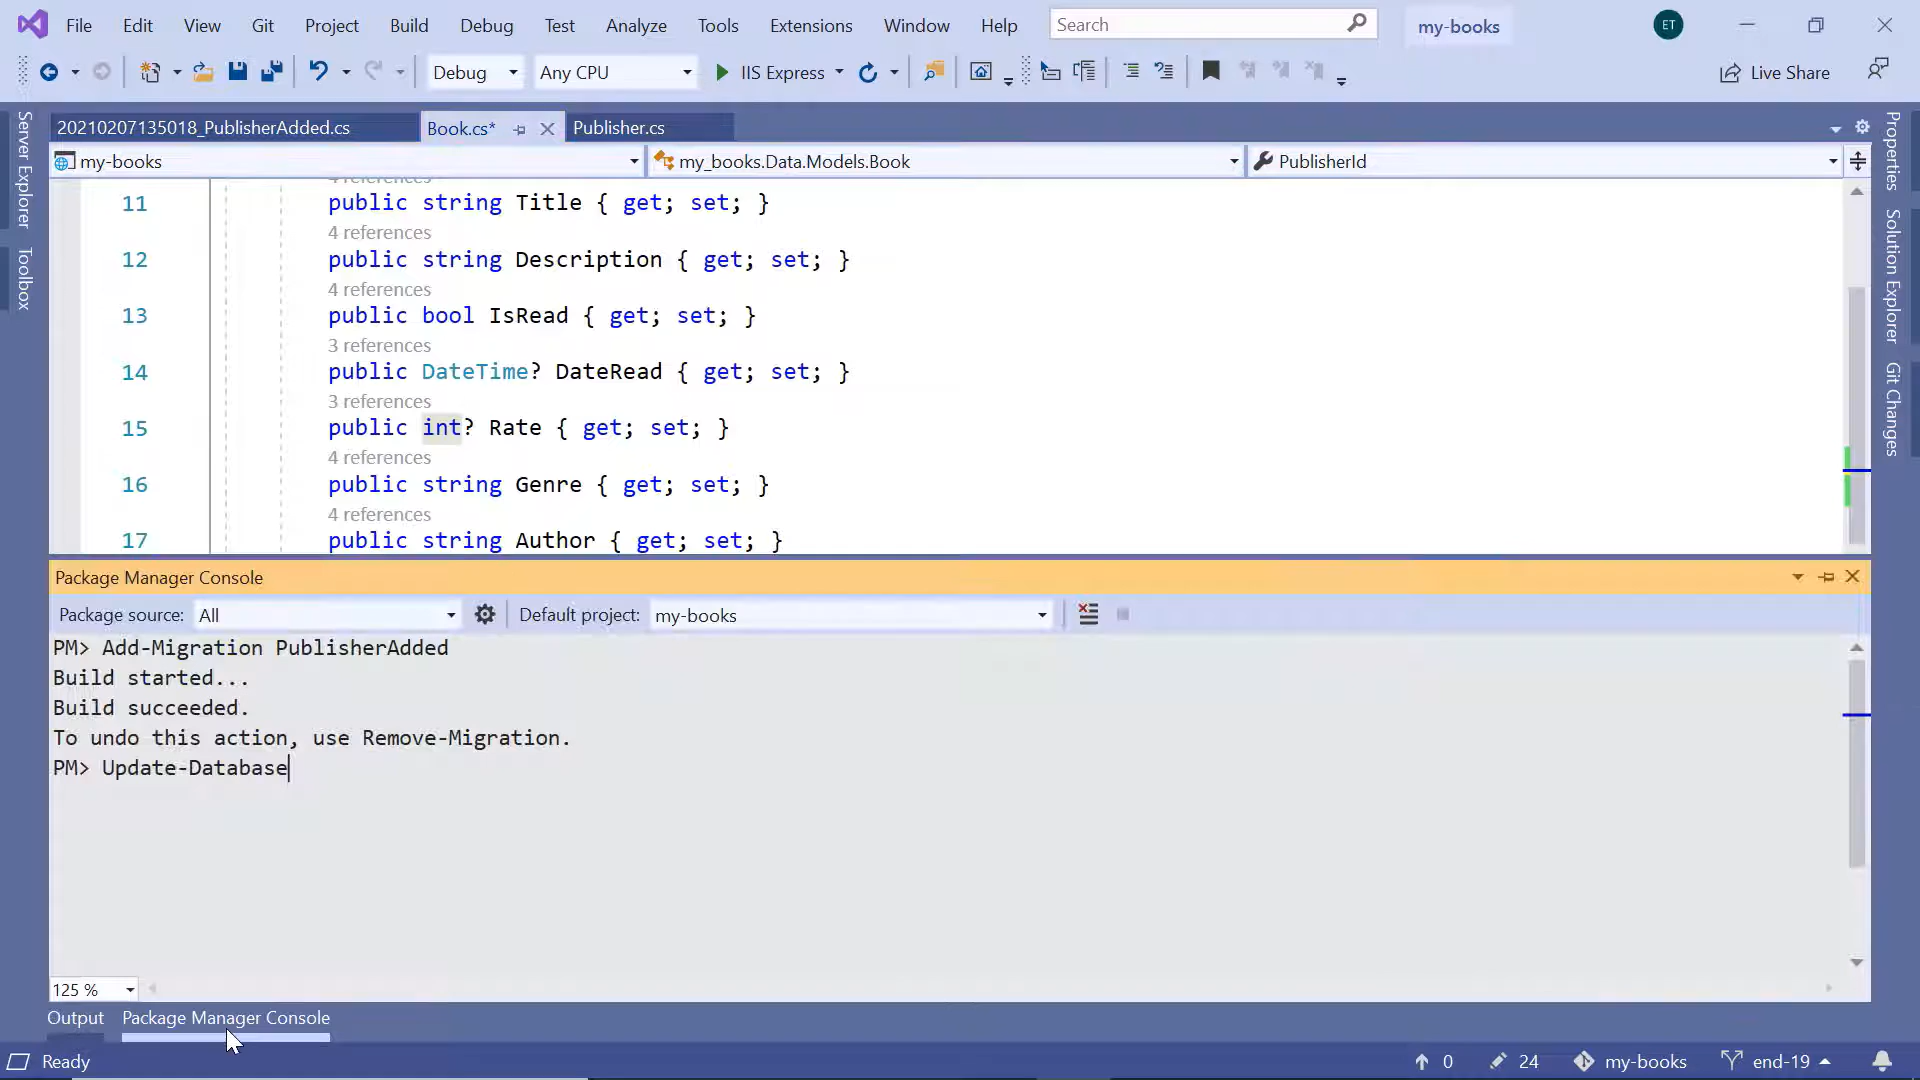 File Edit View Git Project Build Debug Test Analyze Tools Extensions Window Help Search my-books ET
Debug Any CPU IIS Express Live Share
20210207135018_PublisherAdded.cs Book.cs* Publisher.cs
my-books my_books.Data.Models.Book PublisherId
Server Explorer
Toolbox
Properties
Solution Explorer
Git Changes
4 references
11 public string Title { get; set; }
4 references
12 public string Description { get; set; }
4 references
13 public bool IsRead { get; set; }
3 references
14 public DateTime? DateRead { get; set; }
3 references
15 public int? Rate { get; set; }
4 references
16 public string Genre { get; set; }
4 references
17 public string Author { get; set; }
Package Manager Console
Package source: All Default project: my-books
PM> Add-Migration PublisherAdded
Build started...
Build succeeded.
To undo this action, use Remove-Migration.
PM> Update-Database
125 %
Output Package Manager Console
Ready 0 24 my-books end-19